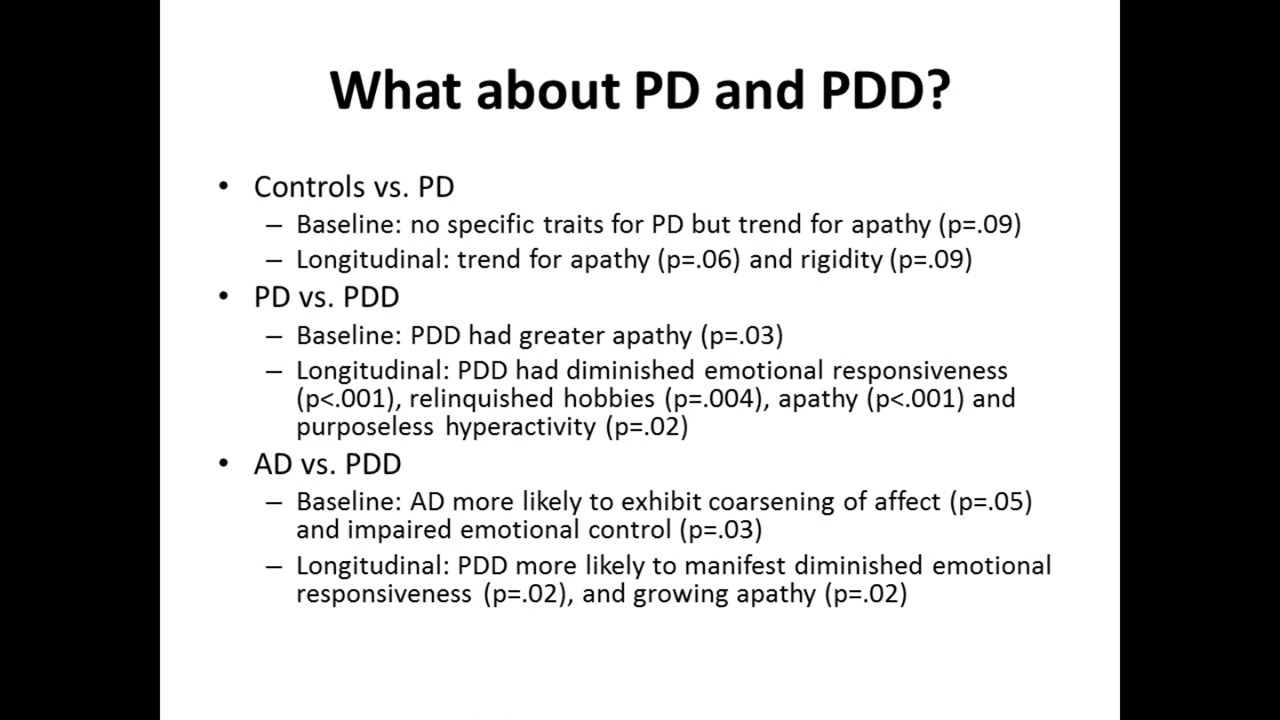 What about PD and PDD?
• Controls vs. PD
– Baseline: no specific traits for PD but trend for apathy (p=.09)
– Longitudinal: trend for apathy (p=.06) and rigidity (p=.09)
• PD vs. PDD
– Baseline: PDD had greater apathy (p=.03)
– Longitudinal: PDD had diminished emotional responsiveness
(p<.001), relinquished hobbies (p=.004), apathy (p<.001) and
purposeless hyperactivity (p=.02)
• AD vs. PDD
– Baseline: AD more likely to exhibit coarsening of affect (p=.05)
and impaired emotional control (p=.03)
– Longitudinal: PDD more likely to manifest diminished emotional
responsiveness (p=.02), and growing apathy (p=.02)